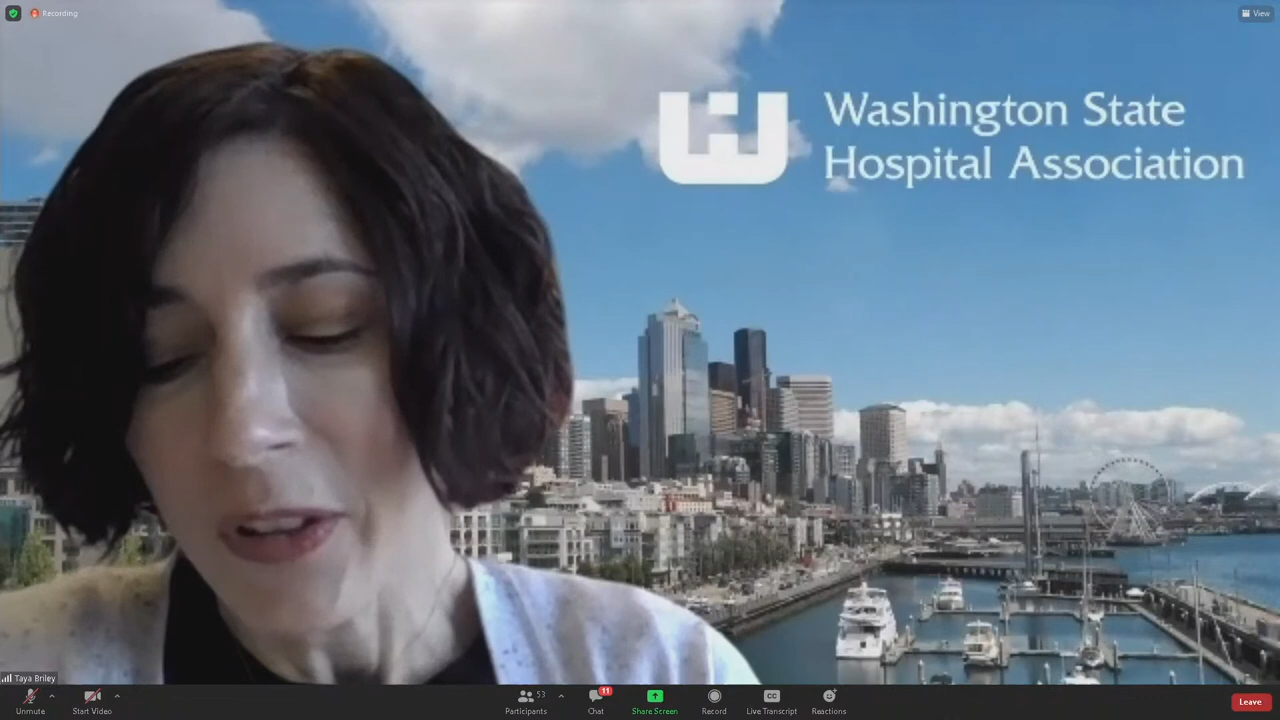 Recording
View
Washington State
Hospital Association
Taya Briley
53
11
CC
Unmute
Start Video
Participants
Chat
Share Screen
Record
Live Transcript
Reactions
Leave